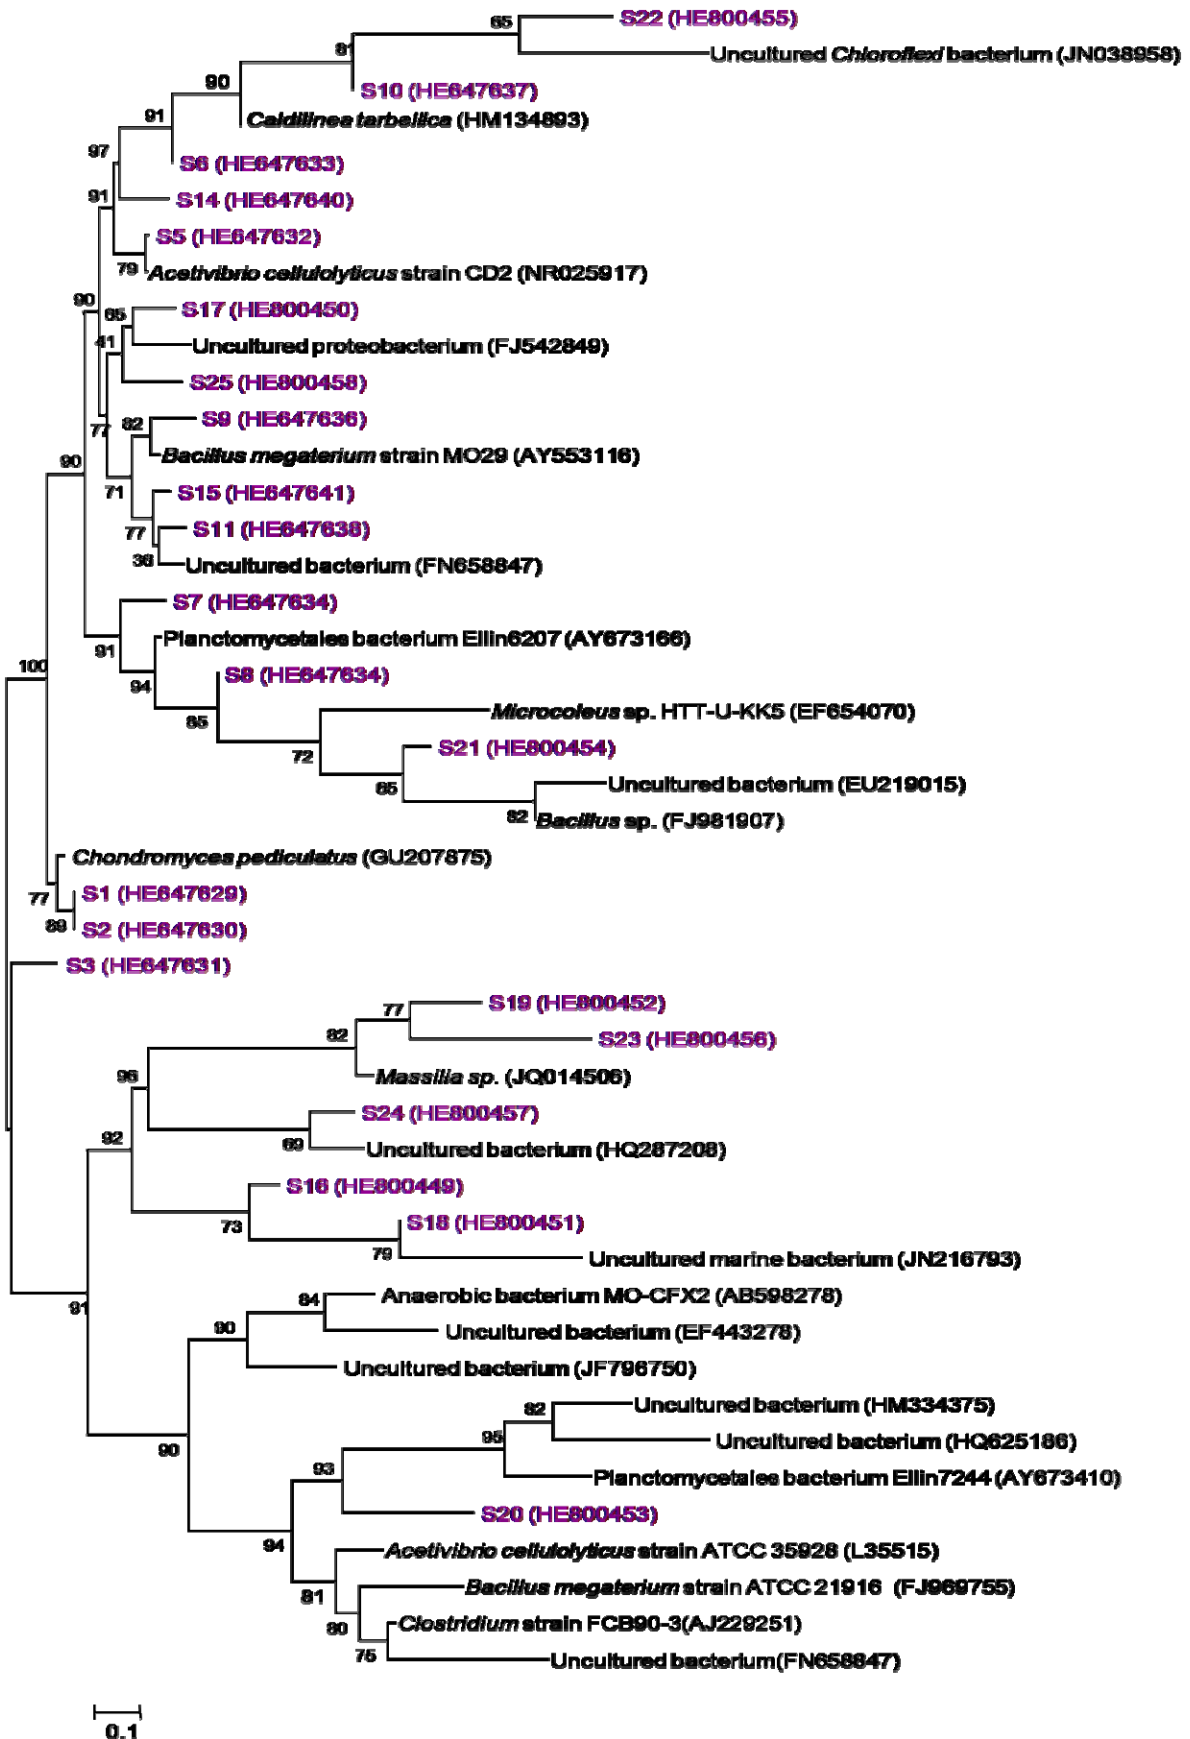 65
S22 (HE800455)
Uncultured Chloroflexi bacterium (JN038958)
81
90
S10 (HE647637)
Caldilinea tarbellica (HM134893)
91
S6 (HE647633)
97
S14 (HE647640)
91
S5 (HE647632)
79
Acetivibrio cellulolyticus strain CD2 (NR025917)
90
65
S17 (HE800450)
41
Uncultured proteobacterium (FJ542849)
S25 (HE800458)
82
S9 (HE647636)
77
Bacillus megaterium strain MO29 (AY553116)
90
71
S15 (HE647641)
77
S11 (HE647638)
36
Uncultured bacterium (FN658847)
S7 (HE647634)
91
Planctomycetales bacterium Ellin6207 (AY673166)
100
94
S8 (HE647634)
85
Microcoleus sp. HTT-U-KK5 (EF654070)
72
S21 (HE800454)
85
Uncultured bacterium (EU219015)
82
Bacillus sp. (FJ981907)
Chondromyces pediculatus (GU207875)
77
S1 (HE647629)
89
S2 (HE647630)
S3 (HE647631)
77
S19 (HE800452)
82
S23 (HE800456)
96
Massilia sp. (JQ014506)
S24 (HE800457)
92
69
Uncultured bacterium (HQ287208)
S16 (HE800449)
73
S18 (HE800451)
79
Uncultured marine bacterium (JN216793)
91
84
Anaerobic bacterium MO-CFX2 (AB598278)
90
Uncultured bacterium (EF443278)
Uncultured bacterium (JF796750)
82
Uncultured bacterium (HM334375)
90
95
Uncultured bacterium (HQ625186)
93
Planctomycetales bacterium Ellin7244 (AY673410)
S20 (HE800453)
94
Acetivibrio cellulolyticus strain ATCC 35928 (L35515)
81
Bacillus megaterium strain ATCC 21916 (FJ969755)
80
Clostridium strain FCB90-3(AJ229251)
75
Uncultured bacterium(FN658847)
0.1